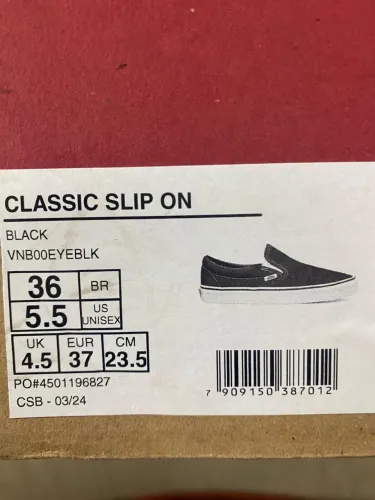 CLASSIC SLIP ON
BLACK
VNB00EYEBLK
36 BR
5.5 US UNISEX
UK EUR CM
4.5 37 23.5
PO#4501196827
CSB - 03/24
7 909150 387012